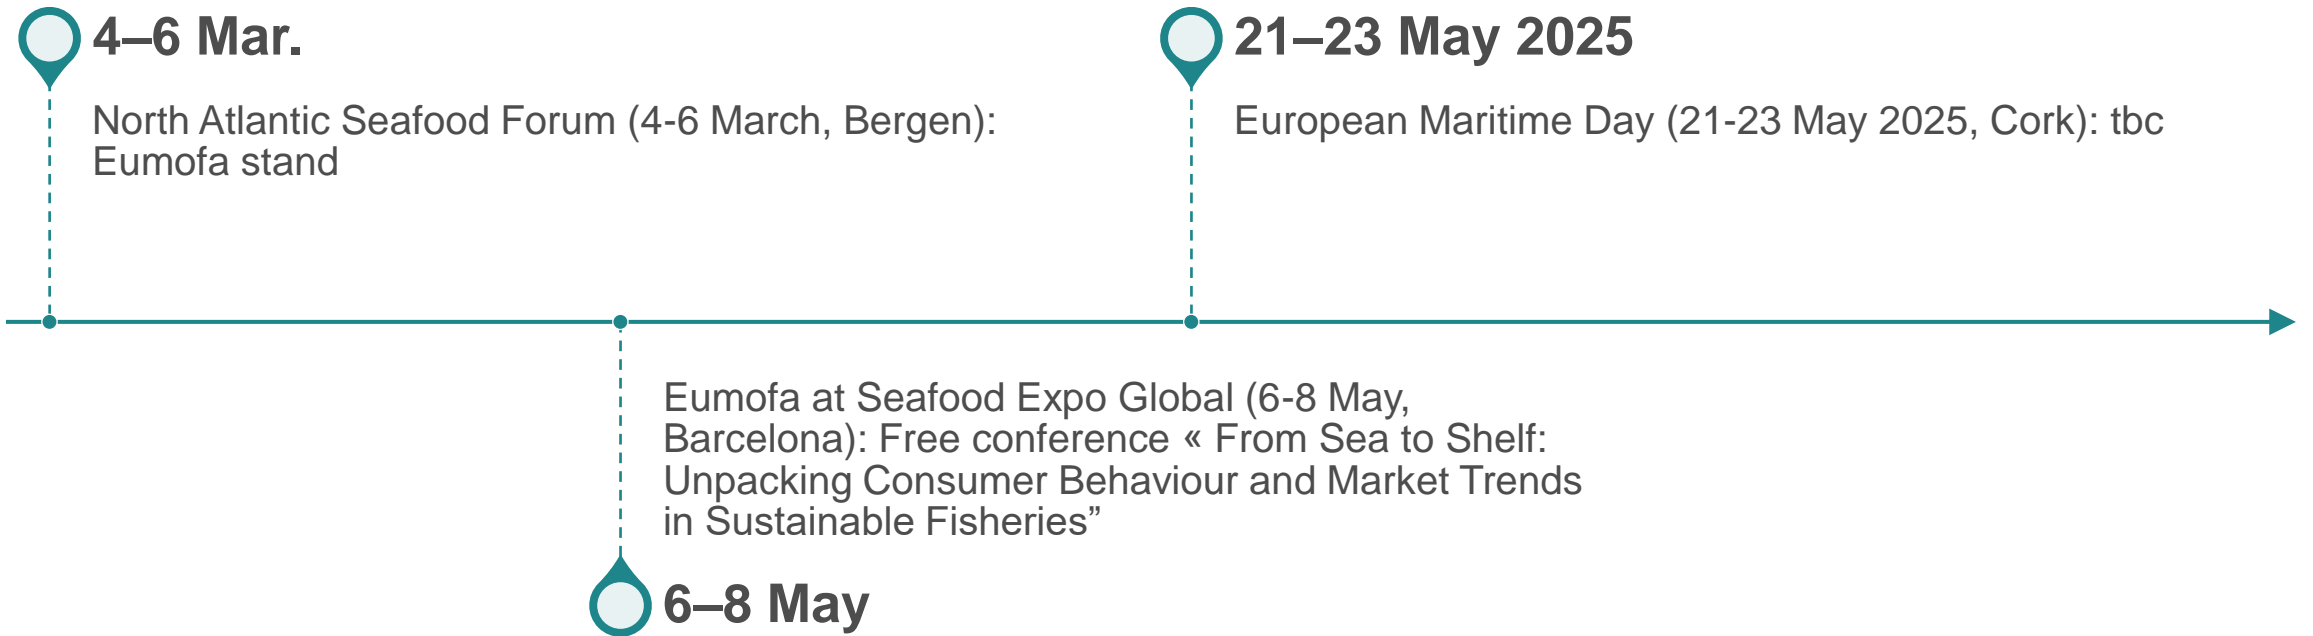 4–6 Mar.
North Atlantic Seafood Forum (4-6 March, Bergen):
Eumofa stand
21–23 May 2025
European Maritime Day (21-23 May 2025, Cork): tbc
Eumofa at Seafood Expo Global (6-8 May,
Barcelona): Free conference « From Sea to Shelf:
Unpacking Consumer Behaviour and Market Trends
in Sustainable Fisheries”
6–8 May